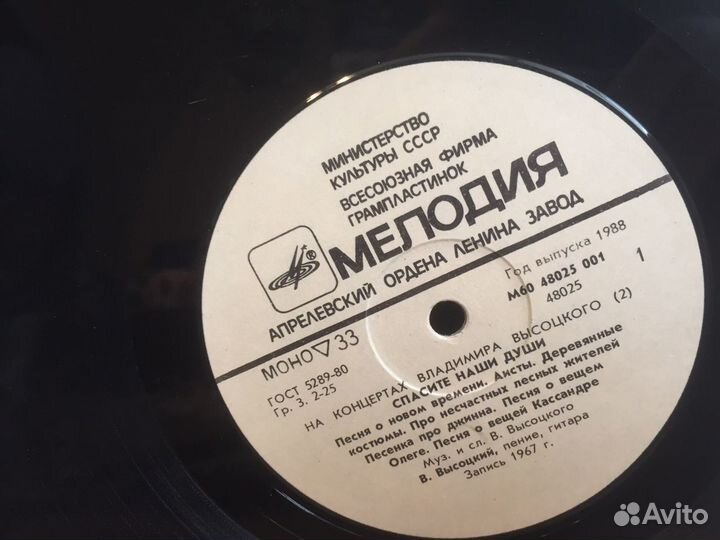 МИНИСТЕРСТВО
КУЛЬТУРЫ СССР
ВСЕСОЮЗНАЯ ФИРМА
ГРАМПЛАСТИНОК
МЕЛОДИЯ
АПРЕЛЕВСКИЙ ОРДЕНА ЛЕНИНА ЗАВОД
МОНО ▽ 33
ГОСТ 5289-80
Гр. 3. 2-25
Год выпуска 1988
М60 48025 001
48025
1
НА КОНЦЕРТАХ ВЛАДИМИРА ВЫСОЦКОГО (2)
СПАСИТЕ НАШИ ДУШИ
Песня о новом времени. Аисты. Деревянные
костюмы. Про несчастных лесных жителей
Песенка про джинна. Песня о вещем
Олеге. Песня о вещей Кассандре
Муз. и сл. В. Высоцкого
В. Высоцкий, пение, гитара
Запись 1967 г.
Avito